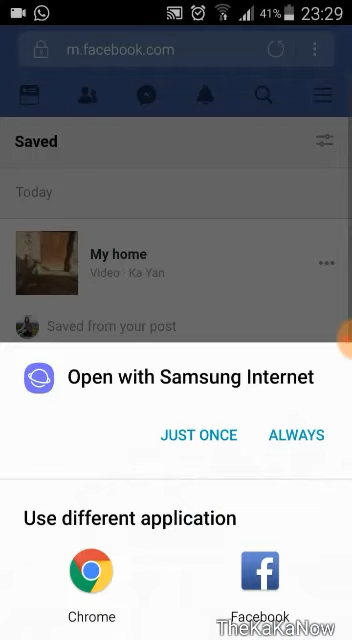 41% 23:29
m.facebook.com
Saved
Today
My home
Video · Ka Yan
Saved from your post
Open with Samsung Internet
JUST ONCE ALWAYS
Use different application
Chrome Facebook
TheKaKaNow